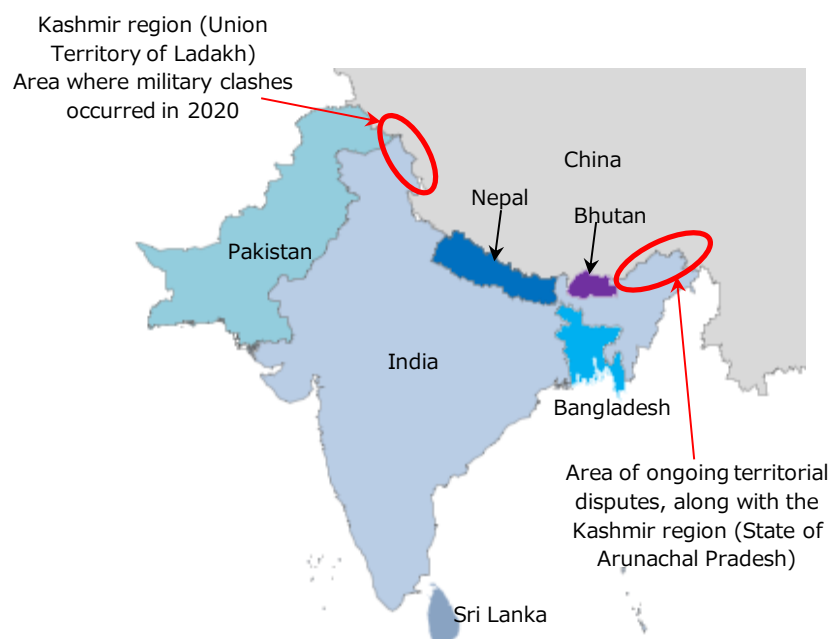 Kashmir region (Union
Territory of Ladakh)
Area where military clashes
occurred in 2020
China
Nepal
Bhutan
Pakistan
India
Bangladesh
Area of ongoing territorial
disputes, along with the
Kashmir region (State of
Arunachal Pradesh)
Sri Lanka